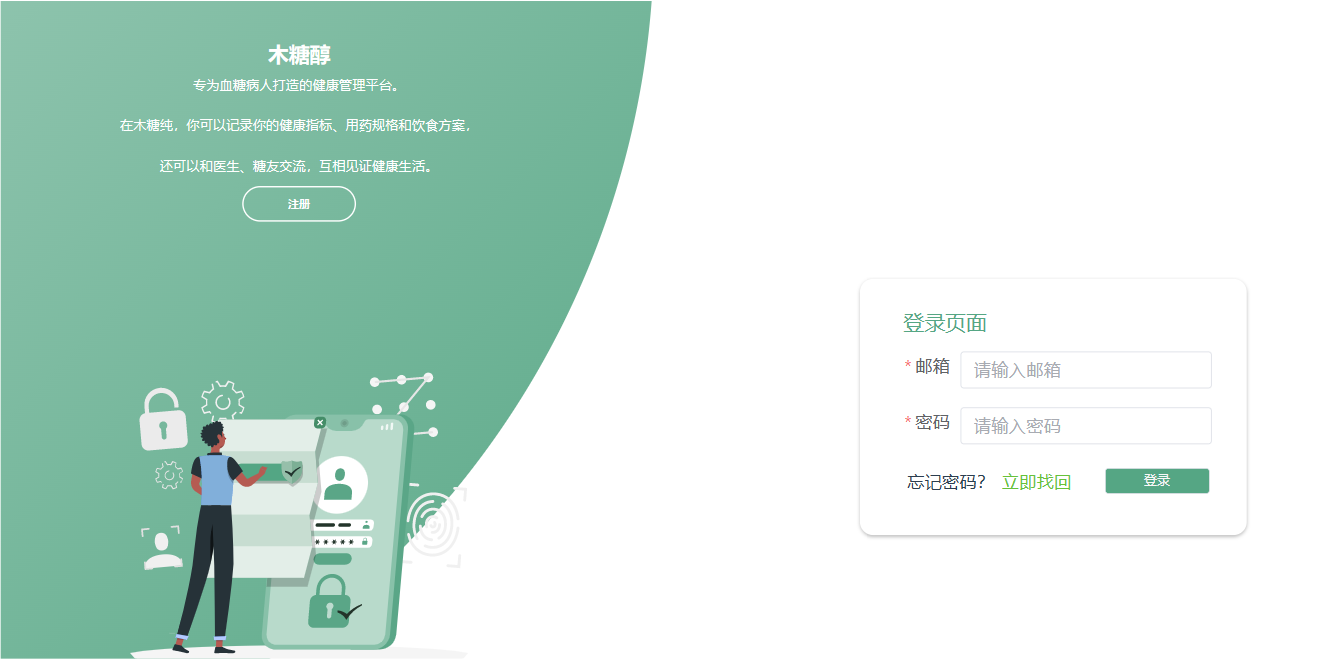 木糖醇
专为血糖病人打造的健康管理平台。
在木糖纯，你可以记录你的健康指标、用药规格和饮食方案，
还可以和医生、糖友交流，互相见证健康生活。
注册
登录页面
* 邮箱 请输入邮箱
* 密码 请输入密码
忘记密码？ 立即找回 登录
*****